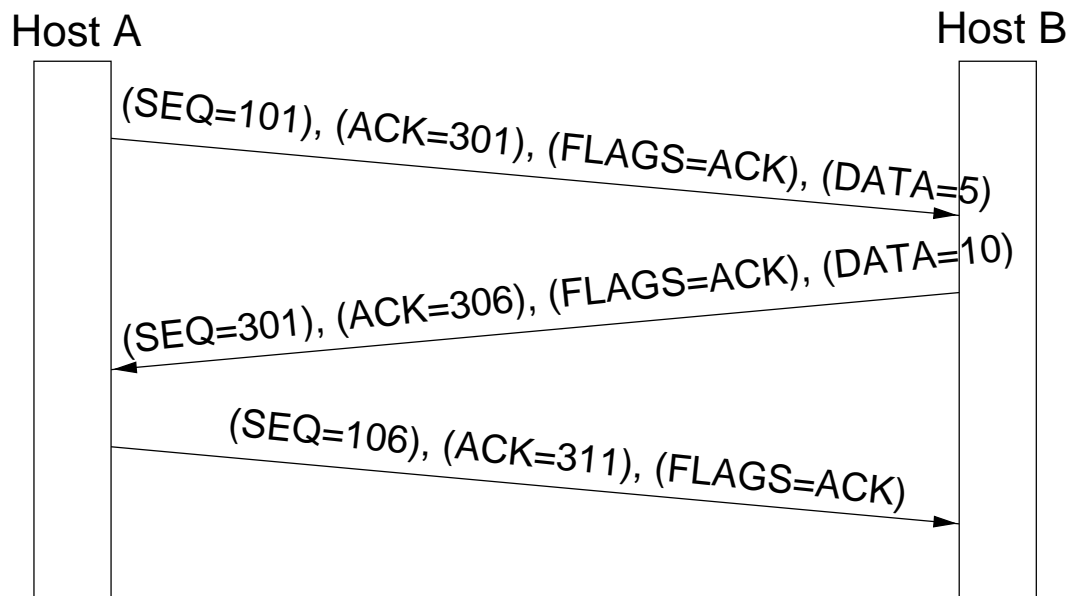 Host A
Host B
(SEQ=101), (ACK=301), (FLAGS=ACK), (DATA=5)
(SEQ=301), (ACK=306), (FLAGS=ACK), (DATA=10)
(SEQ=106), (ACK=311), (FLAGS=ACK)